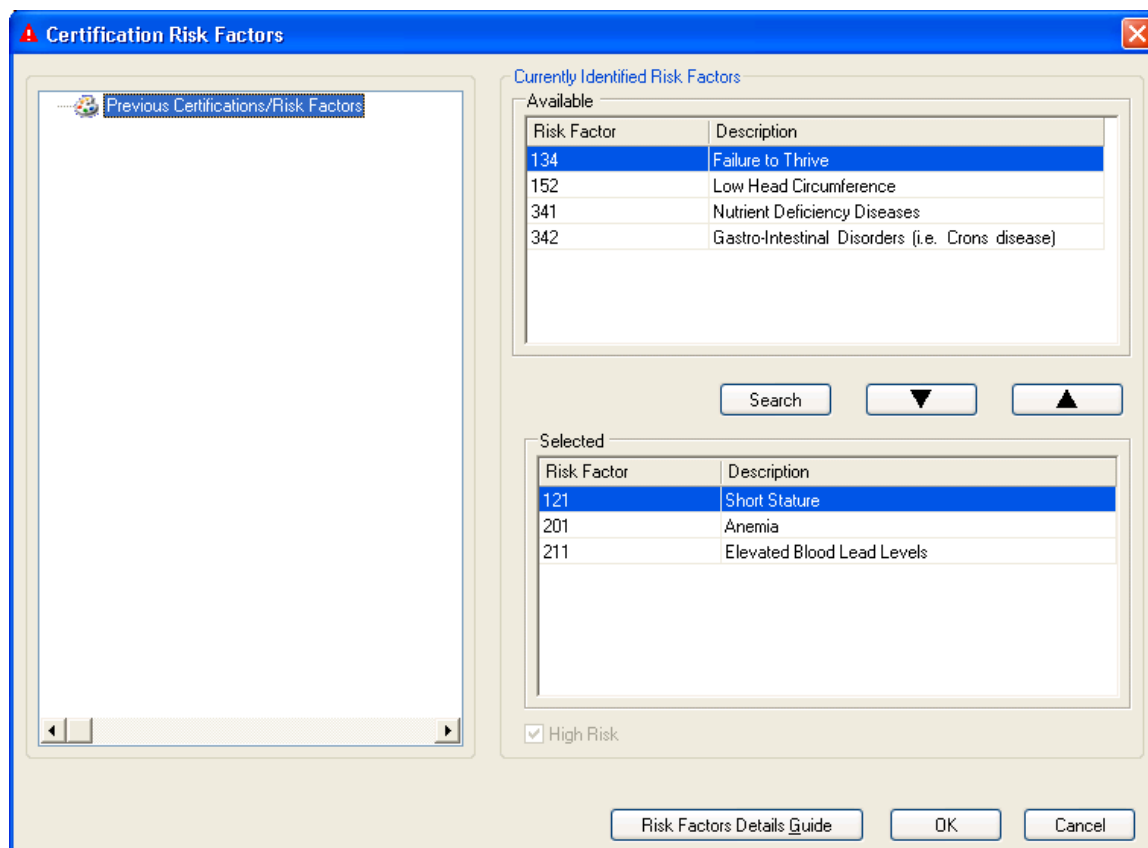 Certification Risk Factors
Previous Certifications/Risk Factors
Currently Identified Risk Factors
Available
Risk Factor Description
134 Failure to Thrive
152 Low Head Circumference
341 Nutrient Deficiency Diseases
342 Gastro-Intestinal Disorders (i.e. Crons disease)
Search
Selected
Risk Factor Description
121 Short Stature
201 Anemia
211 Elevated Blood Lead Levels
High Risk
Risk Factors Details Guide OK Cancel